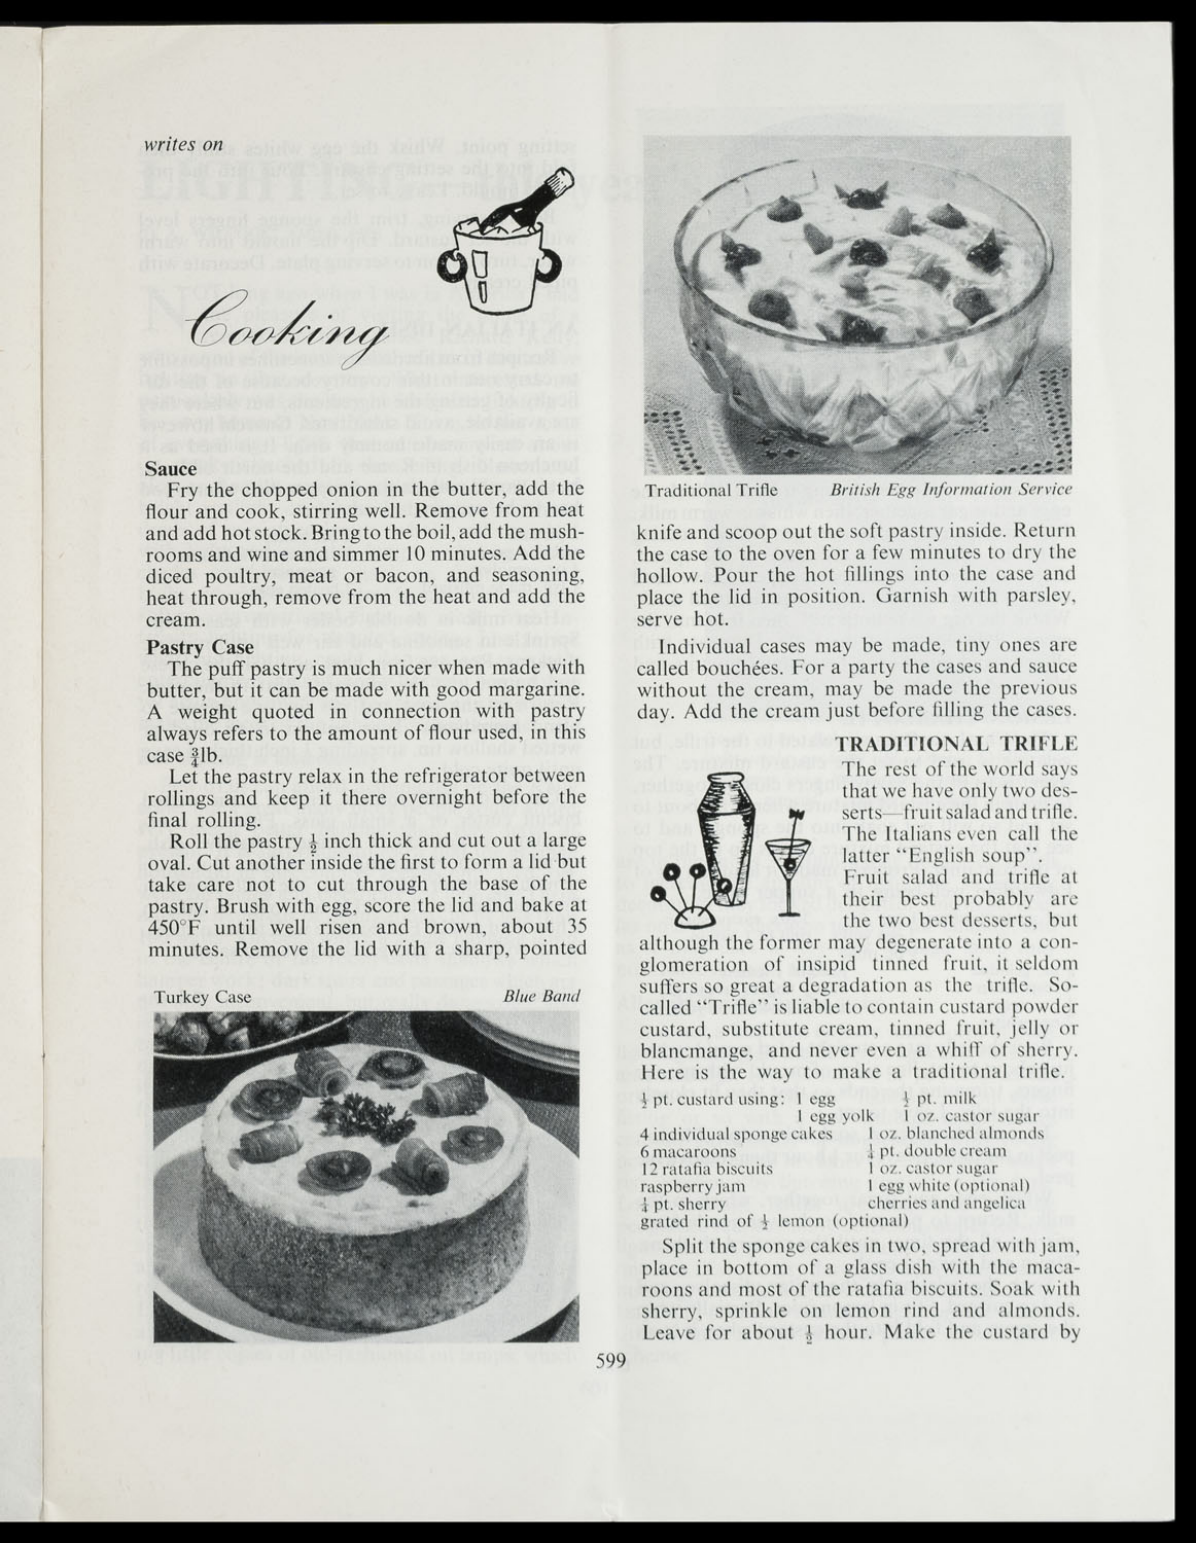 writes on
Cooking
Sauce
Fry the chopped onion in the butter, add the
flour and cook, stirring well. Remove from heat
and add hot stock. Bring to the boil, add the mush-
rooms and wine and simmer 10 minutes. Add the
diced poultry, meat or bacon, and seasoning,
heat through, remove from the heat and add the
cream.
Pastry Case
The puff pastry is much nicer when made with
butter, but it can be made with good margarine.
A weight quoted in connection with pastry
always refers to the amount of flour used, in this
case ¾lb.
Let the pastry relax in the refrigerator between
rollings and keep it there overnight before the
final rolling.
Roll the pastry ½ inch thick and cut out a large
oval. Cut another inside the first to form a lid but
take care not to cut through the base of the
pastry. Brush with egg, score the lid and bake at
450°F until well risen and brown, about 35
minutes. Remove the lid with a sharp, pointed
Turkey Case Blue Band
Traditional Trifle British Egg Information Service
knife and scoop out the soft pastry inside. Return
the case to the oven for a few minutes to dry the
hollow. Pour the hot fillings into the case and
place the lid in position. Garnish with parsley,
serve hot.
Individual cases may be made, tiny ones are
called bouchées. For a party the cases and sauce
without the cream, may be made the previous
day. Add the cream just before filling the cases.
TRADITIONAL TRIFLE
The rest of the world says
that we have only two des-
serts—fruit salad and trifle.
The Italians even call the
latter "English soup".
Fruit salad and trifle at
their best probably are
the two best desserts, but
although the former may degenerate into a con-
glomeration of insipid tinned fruit, it seldom
suffers so great a degradation as the trifle. So-
called "Trifle" is liable to contain custard powder
custard, substitute cream, tinned fruit, jelly or
blancmange, and never even a whiff of sherry.
Here is the way to make a traditional trifle.
½ pt. custard using: 1 egg ½ pt. milk
1 egg yolk 1 oz. castor sugar
4 individual sponge cakes 1 oz. blanched almonds
6 macaroons ¼ pt. double cream
12 ratafia biscuits 1 oz. castor sugar
raspberry jam 1 egg white (optional)
¼ pt. sherry cherries and angelica
grated rind of ½ lemon (optional)
Split the sponge cakes in two, spread with jam,
place in bottom of a glass dish with the maca-
roons and most of the ratafia biscuits. Soak with
sherry, sprinkle on lemon rind and almonds.
Leave for about ½ hour. Make the custard by
599